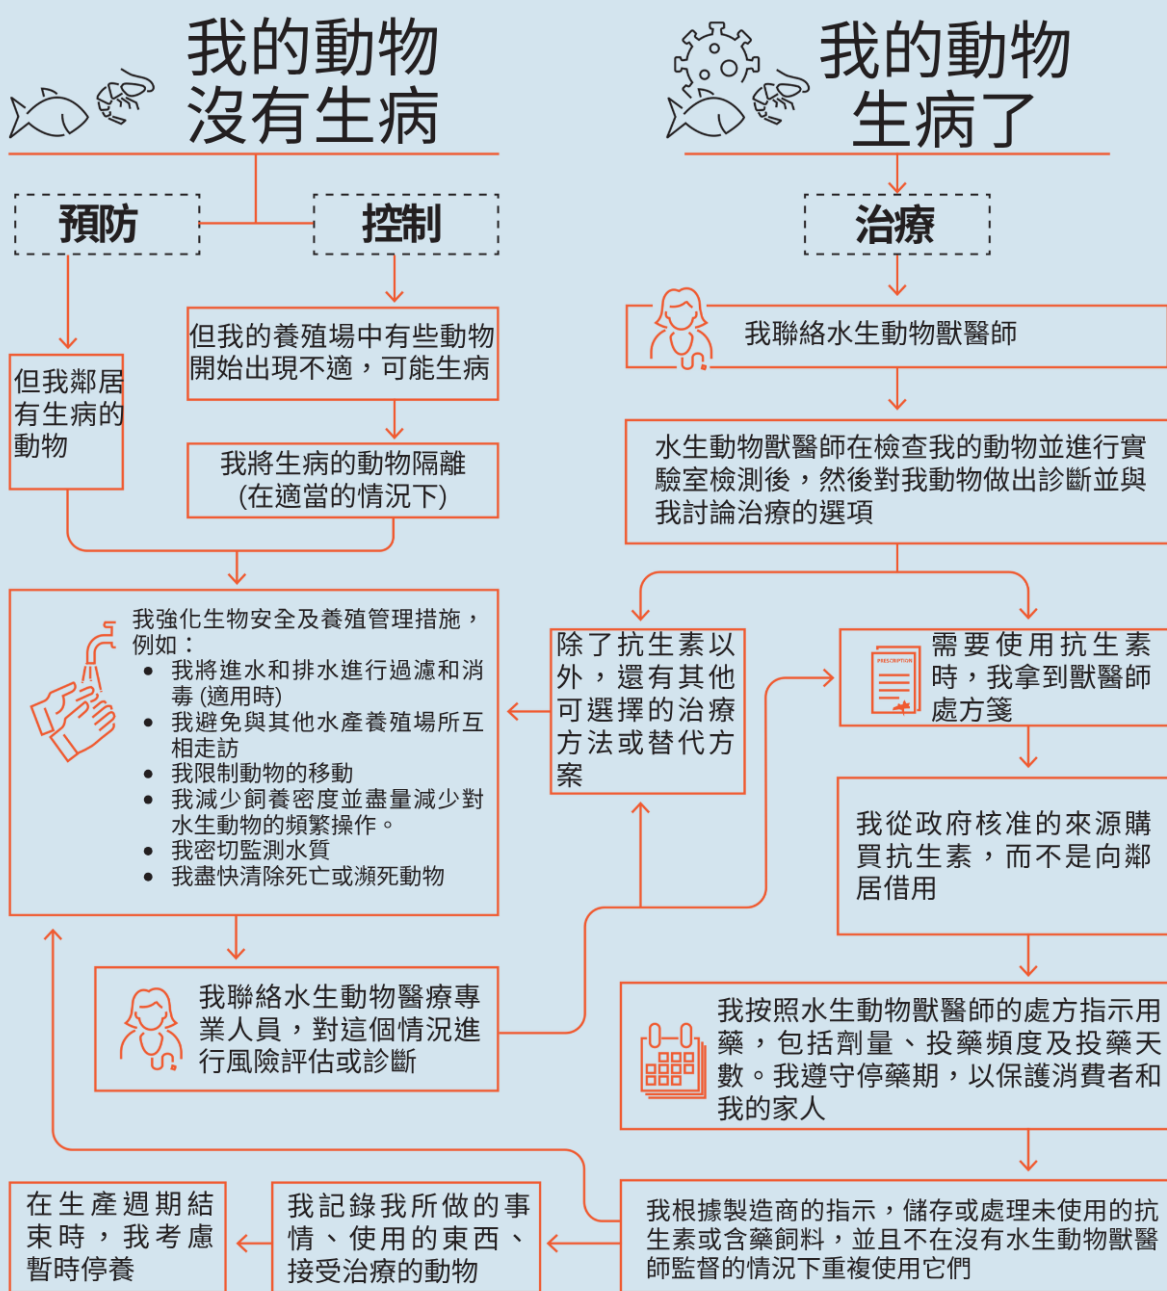 我的動物
沒有生病
我的動物
生病了
預防
控制
治療
但我鄰居
有生病的
動物
但我的養殖場中有些動物
開始出現不適，可能生病
我將生病的動物隔離
(在適當的情況下)
我聯絡水生動物獸醫師
水生動物獸醫師在檢查我的動物並進行實
驗室檢測後，然後對我動物做出診斷並與
我討論治療的選項
我強化生物安全及養殖管理措施，
例如：
• 我將進水和排水進行過濾和消
毒 (適用時)
• 我避免與其他水產養殖場所互
相走訪
• 我限制動物的移動
• 我減少飼養密度並盡量減少對
水生動物的頻繁操作。
• 我密切監測水質
• 我盡快清除死亡或瀕死動物
除了抗生素以
外，還有其他
可選擇的治療
方法或替代方
案
PRESCRIPTION
需要使用抗生素
時，我拿到獸醫師
處方箋
我從政府核准的來源購
買抗生素，而不是向鄰
居借用
我聯絡水生動物醫療專
業人員，對這個情況進
行風險評估或診斷
我按照水生動物獸醫師的處方指示用
藥，包括劑量、投藥頻度及投藥天
數。我遵守停藥期，以保護消費者和
我的家人
在生產週期結
束時，我考慮
暫時停養
我記錄我所做的事
情、使用的東西、
接受治療的動物
我根據製造商的指示，儲存或處理未使用的抗
生素或含藥飼料，並且不在沒有水生動物獸醫
師監督的情況下重複使用它們